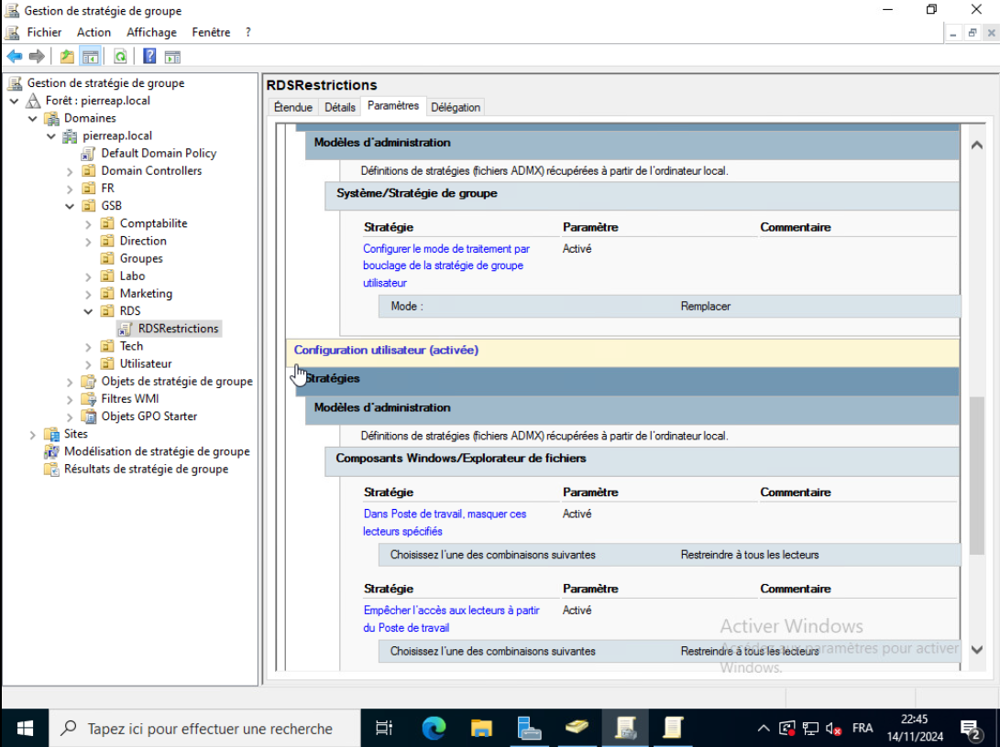 Gestion de stratégie de groupe
Fichier Action Affichage Fenêtre ?
Gestion de stratégie de groupe
Forêt : pierreap.local
Domaines
pierreap.local
Default Domain Policy
Domain Controllers
FR
GSB
Comptabilite
Direction
Groupes
Labo
Marketing
RDS
RDSRestrictions
Tech
Utilisateur
Objets de stratégie de groupe
Filtres WMI
Objets GPO Starter
Sites
Modélisation de stratégie de groupe
Résultats de stratégie de groupe
RDSRestrictions
Étendue Détails Paramètres Délégation
Modèles d'administration
Définitions de stratégies (fichiers ADMX) récupérées à partir de l'ordinateur local.
Système/Stratégie de groupe
Stratégie Paramètre Commentaire
Configurer le mode de traitement par Activé
bouclage de la stratégie de groupe
utilisateur
Mode : Remplacer
Configuration utilisateur (activée)
Stratégies
Modèles d'administration
Définitions de stratégies (fichiers ADMX) récupérées à partir de l'ordinateur local.
Composants Windows/Explorateur de fichiers
Stratégie Paramètre Commentaire
Dans Poste de travail, masquer ces Activé
lecteurs spécifiés
Choisissez l'une des combinaisons suivantes Restreindre à tous les lecteurs
Stratégie Paramètre Commentaire
Empêcher l'accès aux lecteurs à partir Activé
du Poste de travail
Choisissez l'une des combinaisons suivantes Restreindre à tous les lecteurs
Activer Windows
Accédez aux paramètres pour activer
Windows.
Tapez ici pour effectuer une recherche
FRA
22:45
14/11/2024
2